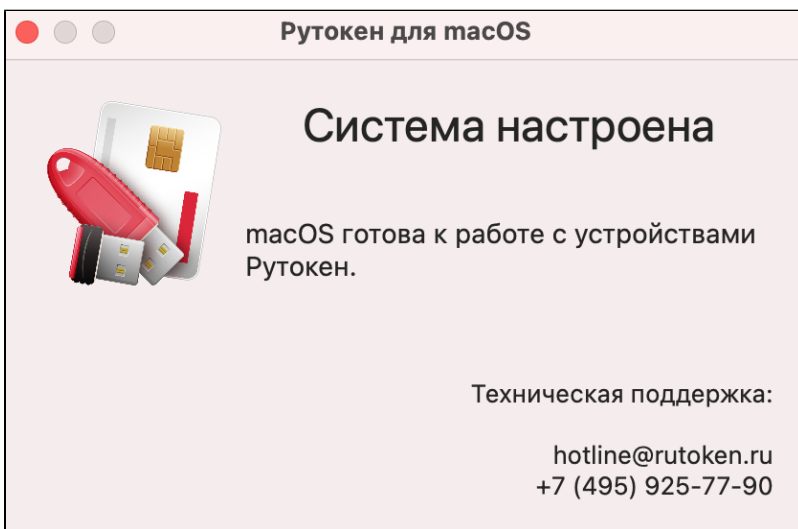 Рутокен для macOS
Система настроена
macOS готова к работе с устройствами
Рутокен.
Техническая поддержка:
hotline@rutoken.ru
+7 (495) 925-77-90